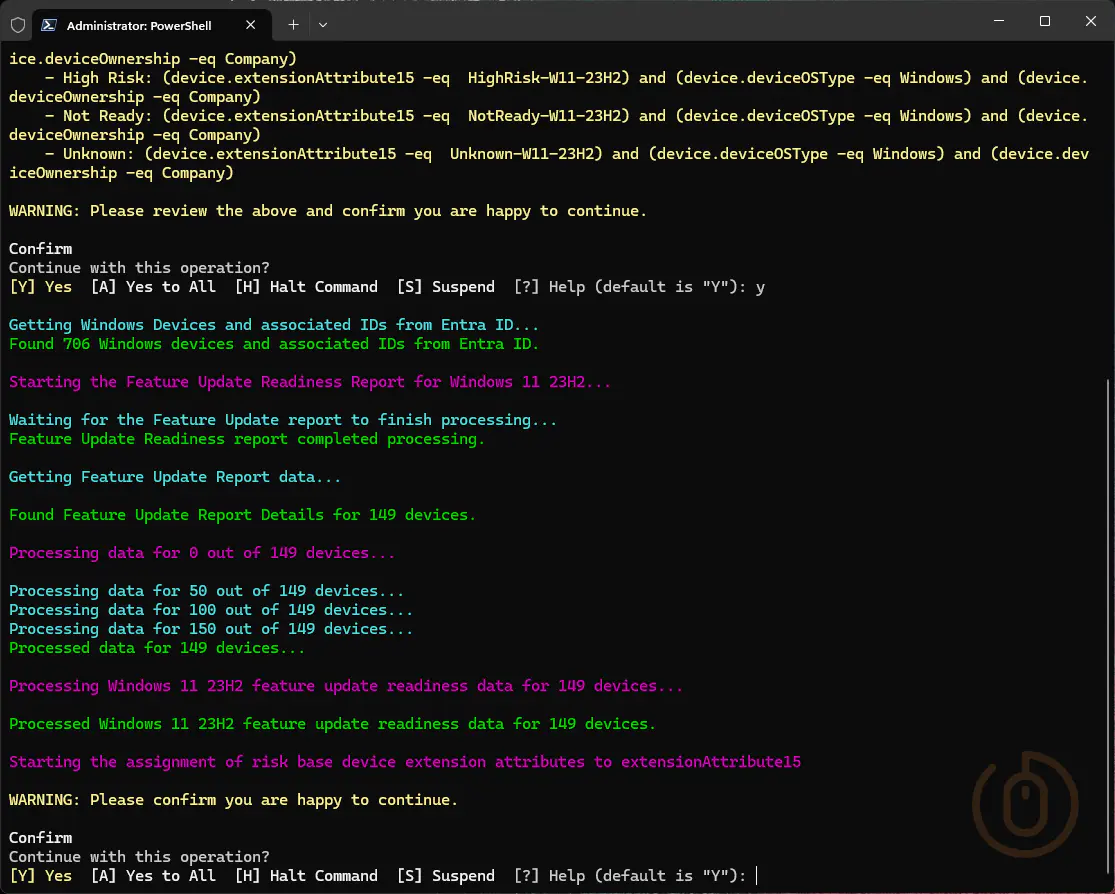 Administrator: PowerShell
ice.deviceOwnership -eq Company)
    - High Risk: (device.extensionAttribute15 -eq  HighRisk-W11-23H2) and (device.deviceOSType -eq Windows) and (device.
deviceOwnership -eq Company)
    - Not Ready: (device.extensionAttribute15 -eq  NotReady-W11-23H2) and (device.deviceOSType -eq Windows) and (device.
deviceOwnership -eq Company)
    - Unknown: (device.extensionAttribute15 -eq  Unknown-W11-23H2) and (device.deviceOSType -eq Windows) and (device.dev
iceOwnership -eq Company)
WARNING: Please review the above and confirm you are happy to continue.
Confirm
Continue with this operation?
[Y] Yes  [A] Yes to All  [H] Halt Command  [S] Suspend  [?] Help (default is "Y"): y
Getting Windows Devices and associated IDs from Entra ID...
Found 706 Windows devices and associated IDs from Entra ID.
Starting the Feature Update Readiness Report for Windows 11 23H2...
Waiting for the Feature Update report to finish processing...
Feature Update Readiness report completed processing.
Getting Feature Update Report data...
Found Feature Update Report Details for 149 devices.
Processing data for 0 out of 149 devices...
Processing data for 50 out of 149 devices...
Processing data for 100 out of 149 devices...
Processing data for 150 out of 149 devices...
Processed data for 149 devices...
Processing Windows 11 23H2 feature update readiness data for 149 devices...
Processed Windows 11 23H2 feature update readiness data for 149 devices.
Starting the assignment of risk base device extension attributes to extensionAttribute15
WARNING: Please confirm you are happy to continue.
Confirm
Continue with this operation?
[Y] Yes  [A] Yes to All  [H] Halt Command  [S] Suspend  [?] Help (default is "Y"):